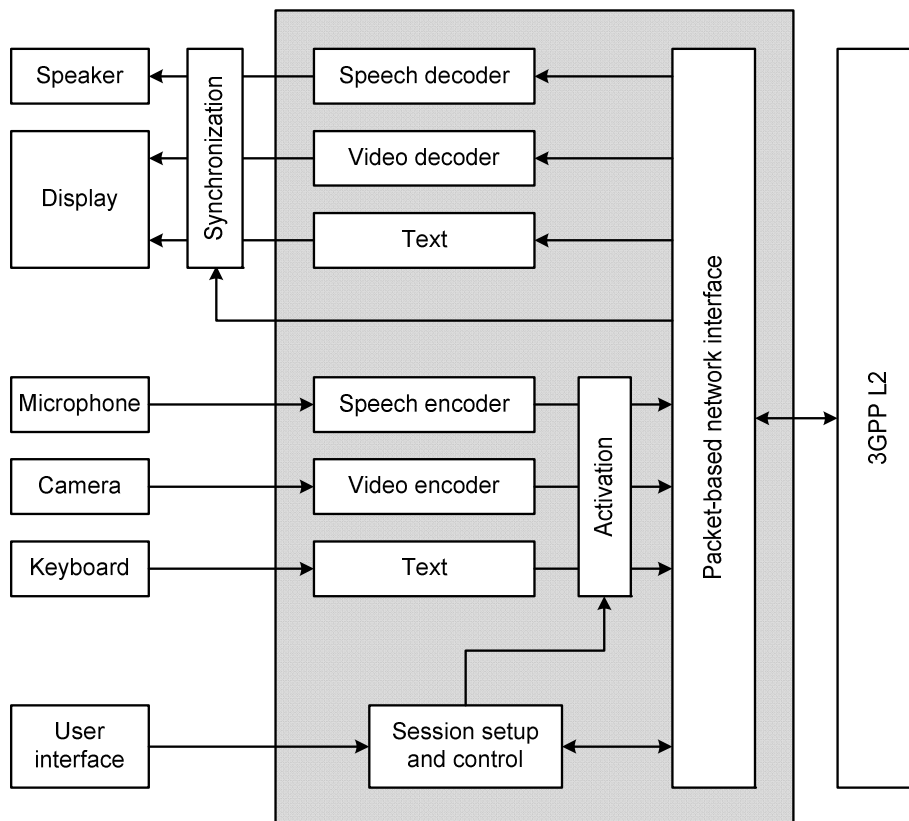 Speaker
Synchronization
Speech decoder
Display
Video decoder
Text
Microphone
Speech encoder
Camera
Video encoder
Keyboard
Text
Activation
Packet-based network interface
3GPP L2
User
interface
Session setup
and control